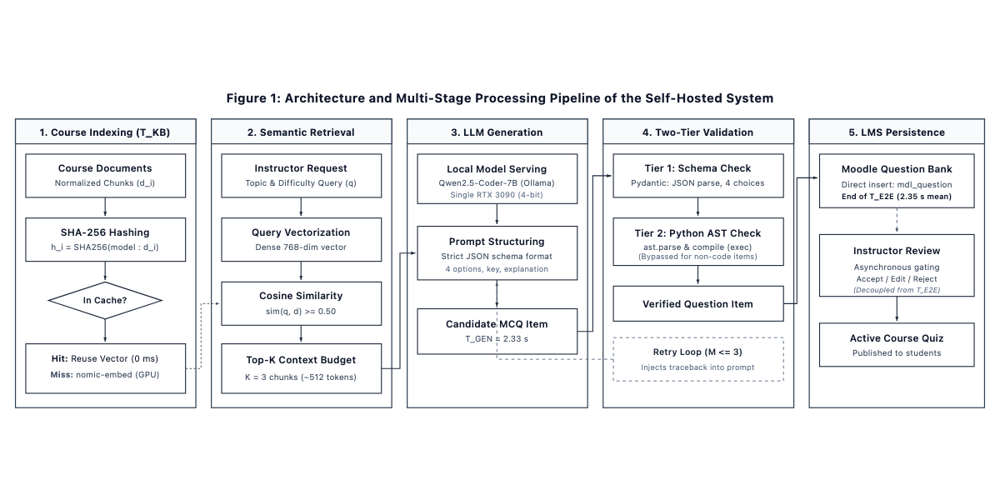 Figure 1: Architecture and Multi-Stage Processing Pipeline of the Self-Hosted System
1. Course Indexing (T_KB)
Course Documents
Normalized Chunks (d_i)
SHA-256 Hashing
h_i = SHA256(model : d_i)
In Cache?
Hit: Reuse Vector (0 ms)
Miss: nomic-embed (GPU)
2. Semantic Retrieval
Instructor Request
Topic & Difficulty Query (q)
Query Vectorization
Dense 768-dim vector
Cosine Similarity
sim(q, d) >= 0.50
Top-K Context Budget
K = 3 chunks (~512 tokens)
3. LLM Generation
Local Model Serving
Qwen2.5-Coder-7B (Ollama)
Single RTX 3090 (4-bit)
Prompt Structuring
Strict JSON schema format
4 options, key, explanation
Candidate MCQ Item
T_GEN = 2.33 s
4. Two-Tier Validation
Tier 1: Schema Check
Pydantic: JSON parse, 4 choices
Tier 2: Python AST Check
ast.parse & compile (exec)
(Bypassed for non-code items)
Verified Question Item
Retry Loop (M <= 3)
Injects traceback into prompt
5. LMS Persistence
Moodle Question Bank
Direct insert: mdl_question
End of T_E2E (2.35 s mean)
Instructor Review
Asynchronous gating
Accept / Edit / Reject
(Decoupled from T_E2E)
Active Course Quiz
Published to students